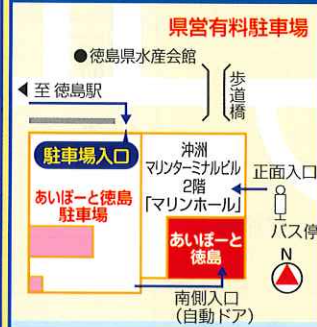 県営有料駐車場
●徳島県水産会館
◀至 徳島駅
歩道橋
駐車場入口
沖洲
マリンターミナルビル
2階
「マリンホール」
正面入口
あいぽーと徳島
駐車場
あいぽーと
徳島
バス停
N
南側入口
(自動ドア)